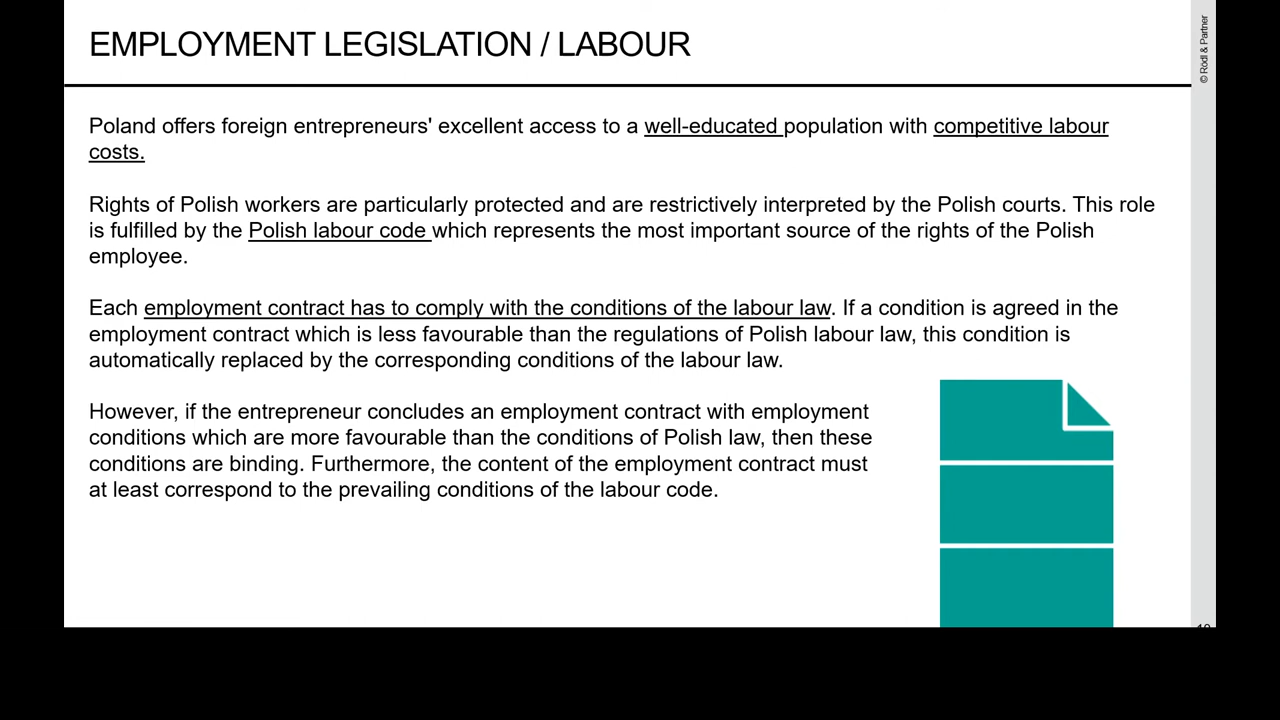 EMPLOYMENT LEGISLATION / LABOUR
© Rödl & Partner
Poland offers foreign entrepreneurs' excellent access to a well-educated population with competitive labour
costs.
Rights of Polish workers are particularly protected and are restrictively interpreted by the Polish courts. This role
is fulfilled by the Polish labour code which represents the most important source of the rights of the Polish
employee.
Each employment contract has to comply with the conditions of the labour law. If a condition is agreed in the
employment contract which is less favourable than the regulations of Polish labour law, this condition is
automatically replaced by the corresponding conditions of the labour law.
However, if the entrepreneur concludes an employment contract with employment
conditions which are more favourable than the conditions of Polish law, then these
conditions are binding. Furthermore, the content of the employment contract must
at least correspond to the prevailing conditions of the labour code.